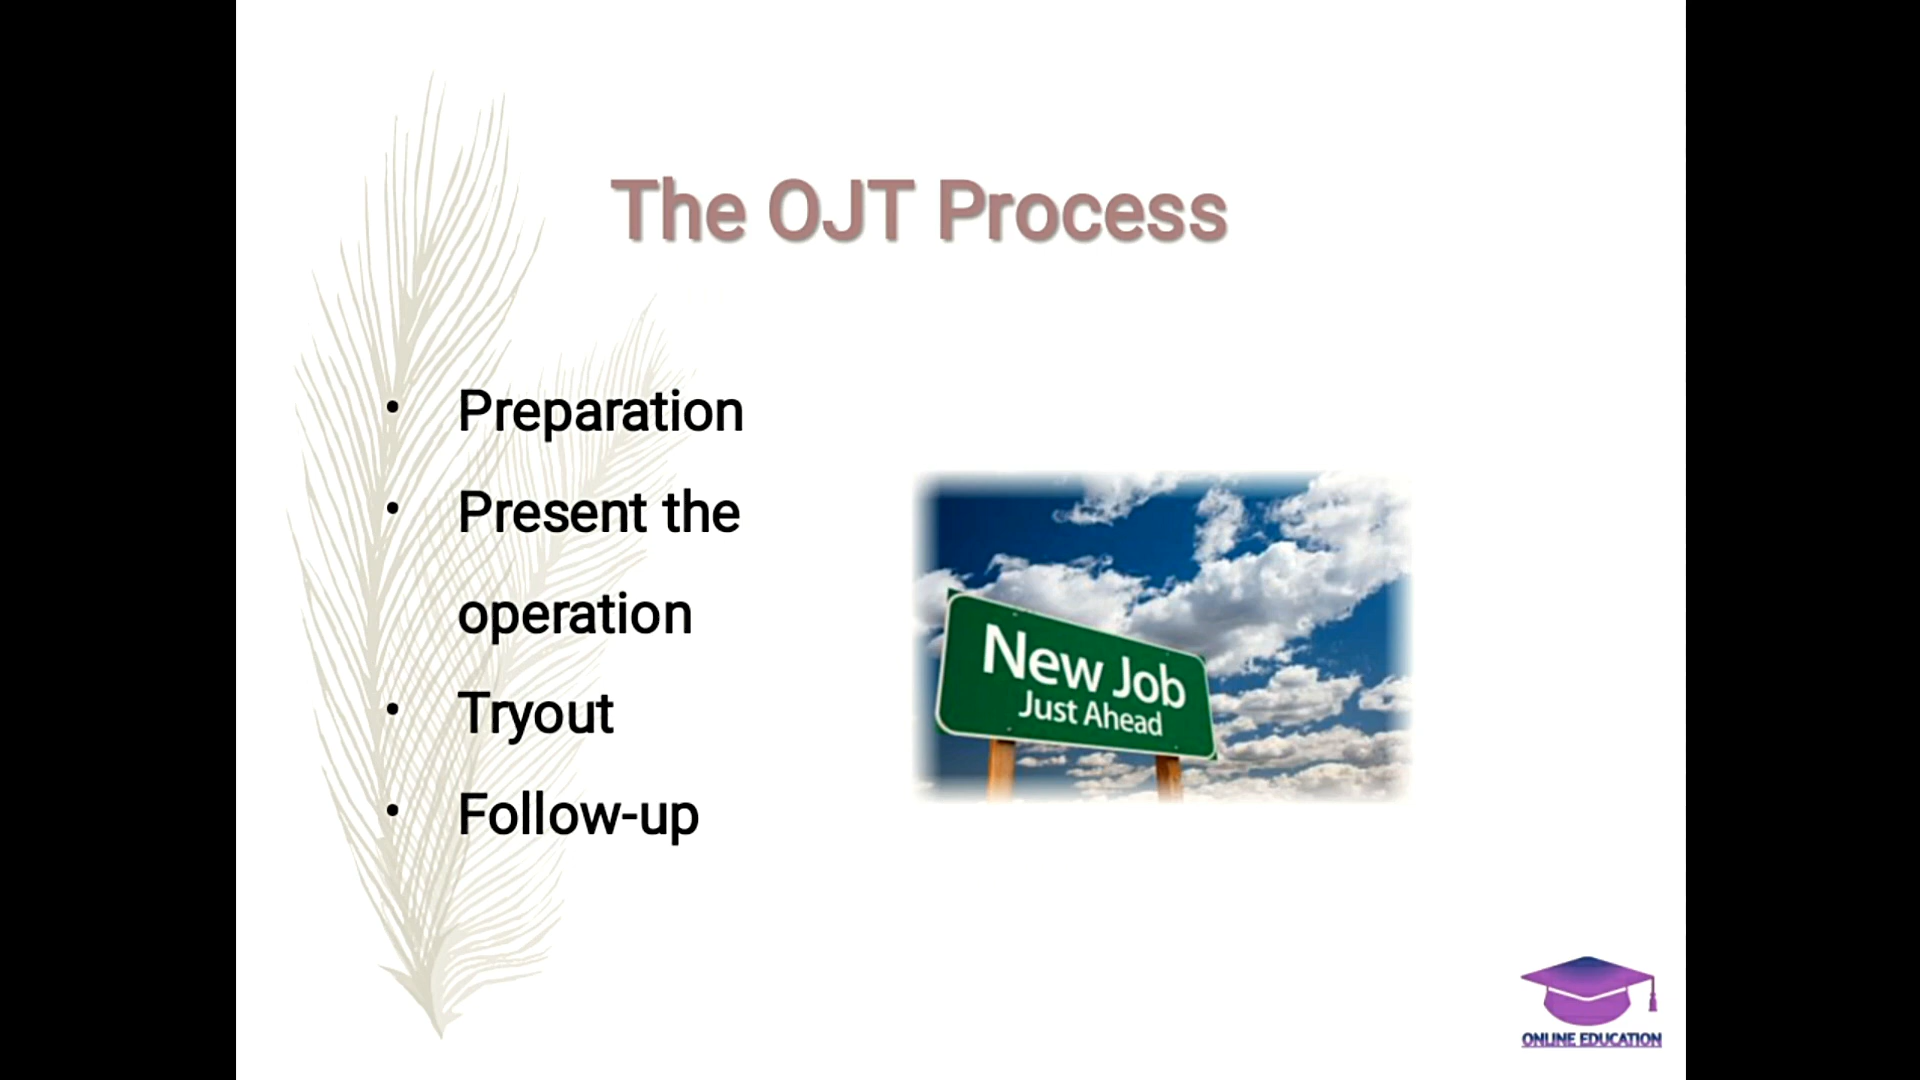 The OJT Process
• Preparation
• Present the
operation
• Tryout
• Follow-up
New Job
Just Ahead
ONLINE EDUCATION